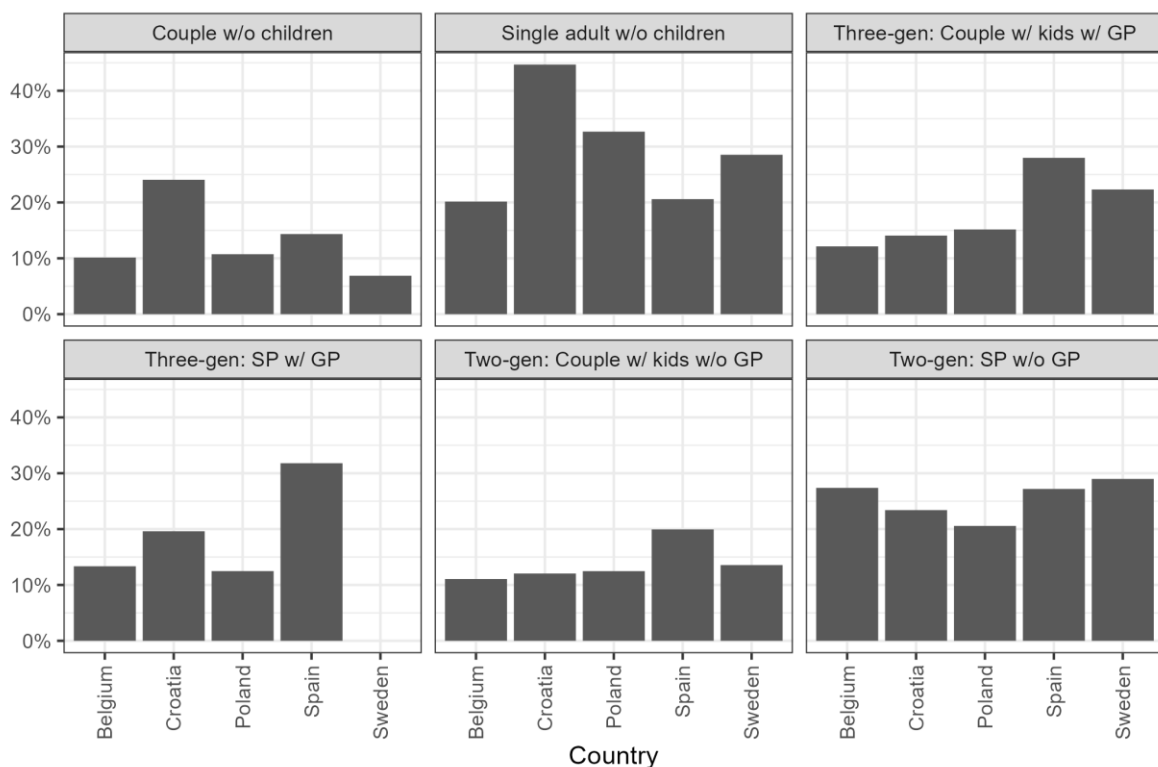 Couple w/o children
Single adult w/o children
Three-gen: Couple w/ kids w/ GP
40%
30%
20%
10%
0%
Three-gen: SP w/ GP
Two-gen: Couple w/ kids w/o GP
Two-gen: SP w/o GP
40%
30%
20%
10%
0%
Belgium
Croatia
Poland
Spain
Sweden
Belgium
Croatia
Poland
Spain
Sweden
Belgium
Croatia
Poland
Spain
Sweden
Country